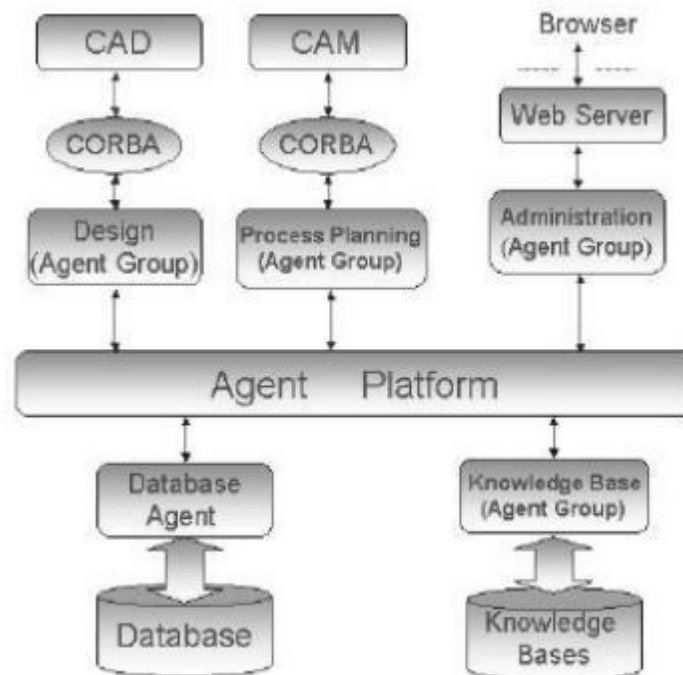 CAD
CAM
Browser
CORBA
CORBA
Web Server
Design
(Agent Group)
Process Planning
(Agent Group)
Administration
(Agent Group)
Agent Platform
Database
Agent
Knowledge Base
(Agent Group)
Database
Knowledge
Bases